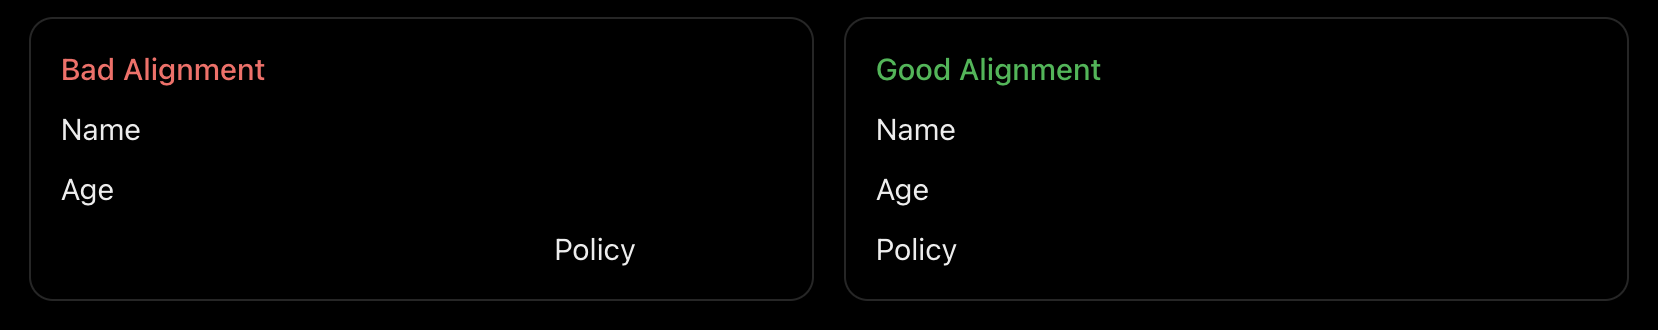 Bad Alignment
Name
Age
Policy
Good Alignment
Name
Age
Policy